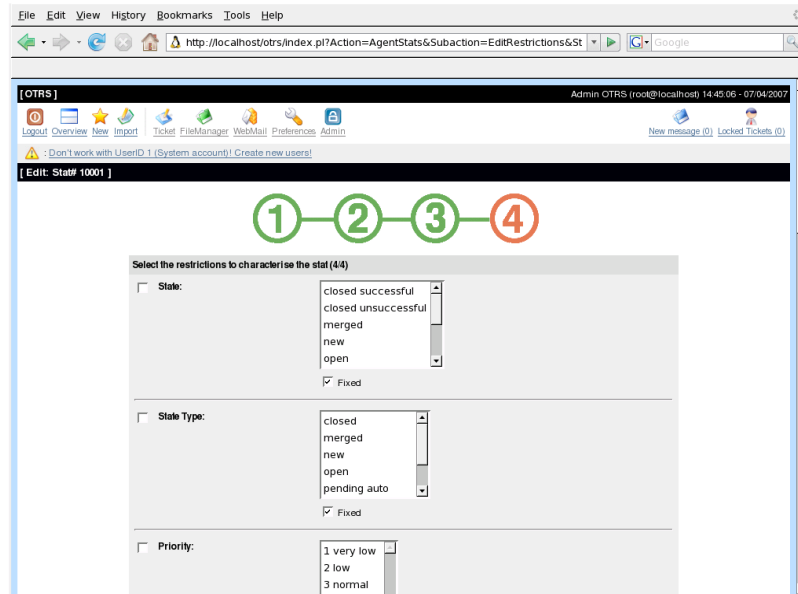 File Edit View History Bookmarks Tools Help
http://localhost/otrs/index.pl?Action=AgentStats&Subaction=EditRestrictions&St G Google
[ OTRS ] Admin OTRS (root@localhost) 14:45:06 - 07/04/2007
Logout Overview New Import Ticket FileManager WebMail Preferences Admin New message (0) Locked Tickets (0)
: Don't work with UserID 1 (System account)! Create new users!
[ Edit: Stat# 10001 ]
1 2 3 4
Select the restrictions to characterise the stat (4/4)
State:
closed successful
closed unsuccessful
merged
new
open
Fixed
State Type:
closed
merged
new
open
pending auto
Fixed
Priority:
1 very low
2 low
3 normal